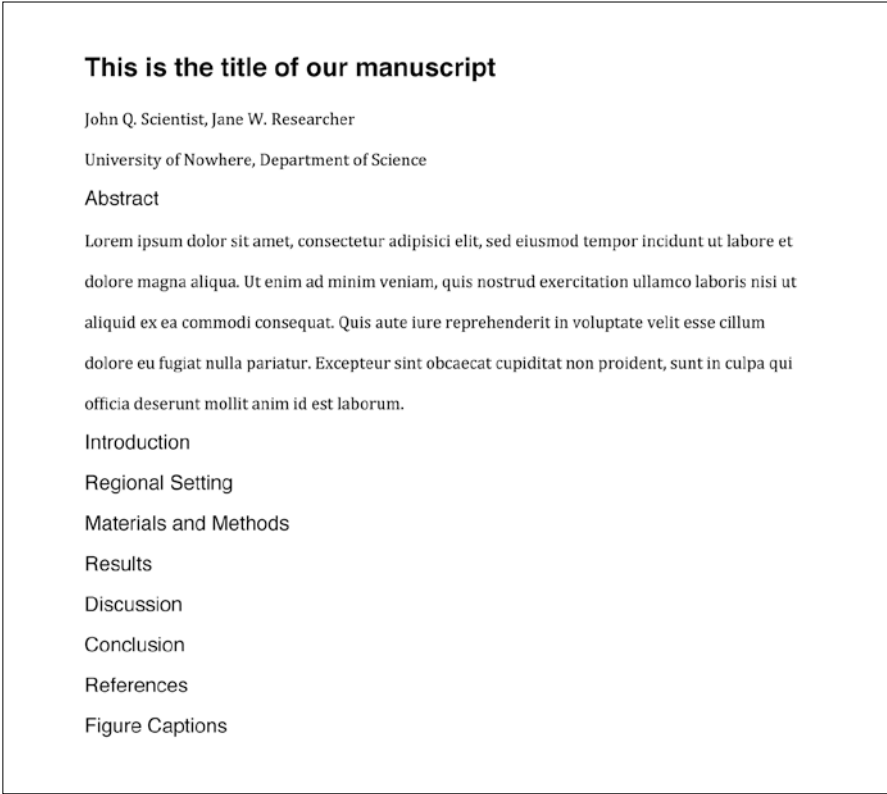 This is the title of our manuscript
John Q. Scientist, Jane W. Researcher
University of Nowhere, Department of Science
Abstract
Lorem ipsum dolor sit amet, consectetur adipisici elit, sed eiusmod tempor incidunt ut labore et
dolore magna aliqua. Ut enim ad minim veniam, quis nostrud exercitation ullamco laboris nisi ut
aliquid ex ea commodi consequat. Quis aute iure reprehenderit in voluptate velit esse cillum
dolore eu fugiat nulla pariatur. Excepteur sint obcaecat cupiditat non proident, sunt in culpa qui
officia deserunt mollit anim id est laborum.
Introduction
Regional Setting
Materials and Methods
Results
Discussion
Conclusion
References
Figure Captions